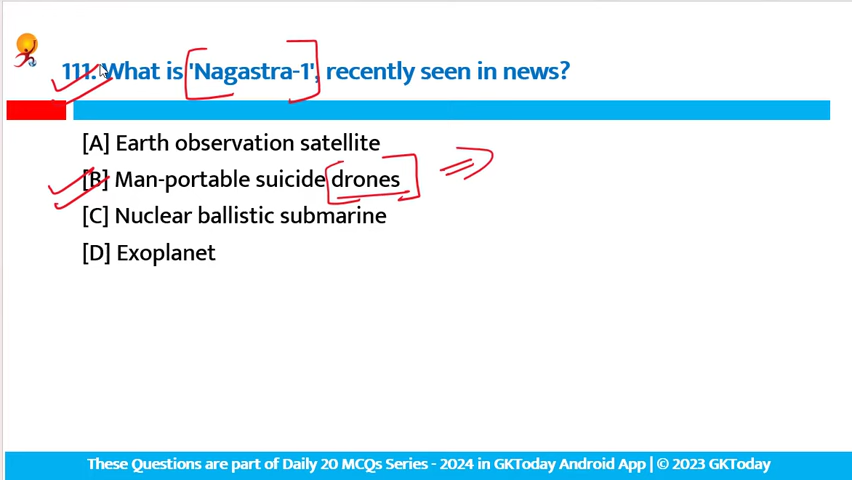 111. What is 'Nagastra-1', recently seen in news?
[A] Earth observation satellite
[B] Man-portable suicide drones
[C] Nuclear ballistic submarine
[D] Exoplanet
These Questions are part of Daily 20 MCQs Series - 2024 in GKToday Android App | © 2023 GKToday